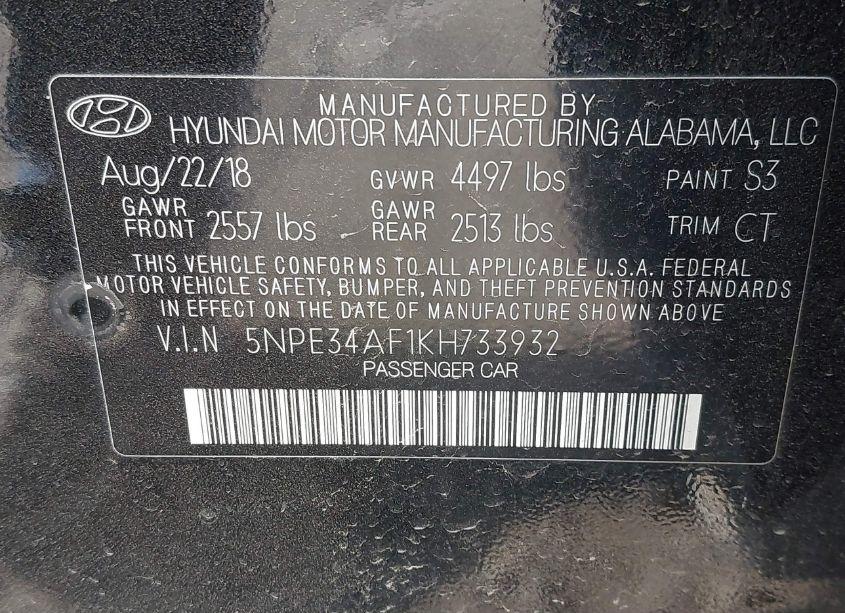 MANUFACTURED BY
HYUNDAI MOTOR MANUFACTURING ALABAMA, LLC
Aug/22/18 GVWR 4497 lbs PAINT S3
GAWR FRONT 2557 lbs GAWR REAR 2513 lbs TRIM CT
THIS VEHICLE CONFORMS TO ALL APPLICABLE U.S.A. FEDERAL
MOTOR VEHICLE SAFETY, BUMPER, AND THEFT PREVENTION STANDARDS
IN EFFECT ON THE DATE OF MANUFACTURE SHOWN ABOVE
V.I.N 5NPE34AF1KH733932
PASSENGER CAR